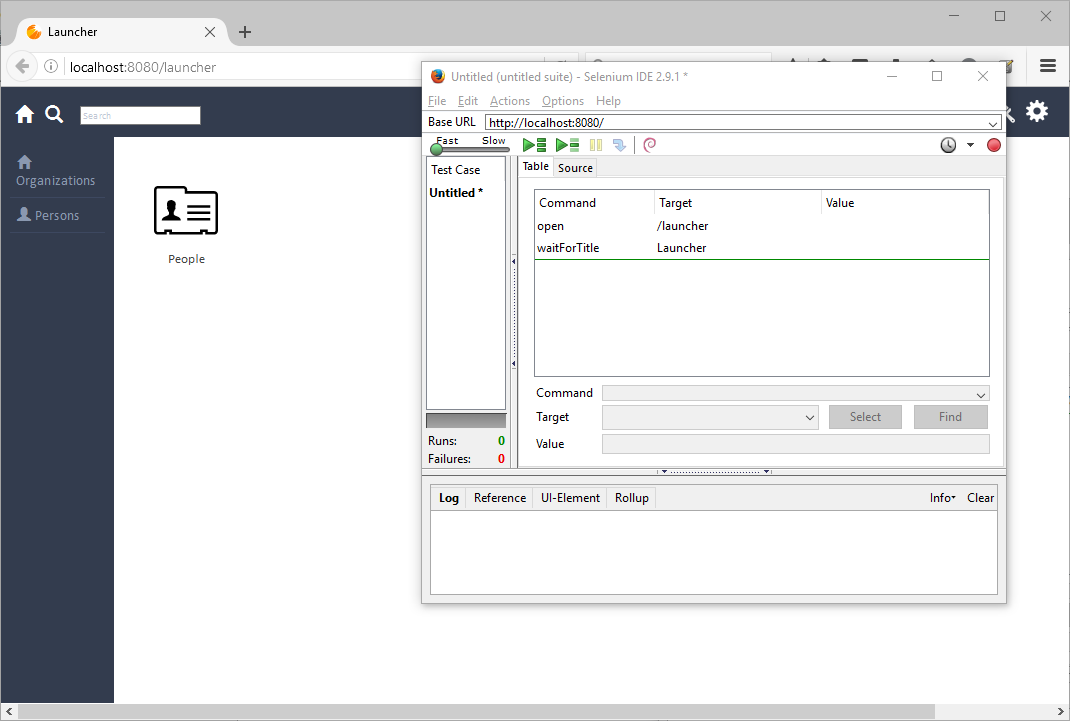 Launcher
localhost:8080/launcher
Search
Organizations
Persons
People
Untitled (untitled suite) - Selenium IDE 2.9.1 *
File Edit Actions Options Help
Base URL http://localhost:8080/
Fast Slow
Test Case
Untitled *
Runs: 0
Failures: 0
Table Source
Command Target Value
open /launcher
waitForTitle Launcher
Command
Target Select Find
Value
Log Reference UI-Element Rollup Info Clear